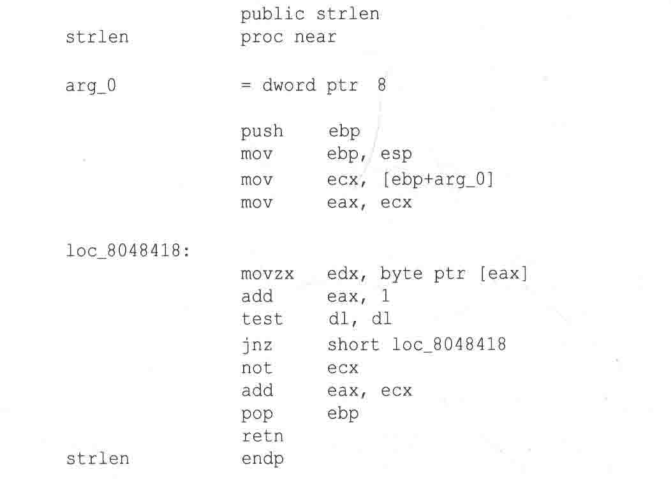 public strlen
strlen proc near
arg_0 = dword ptr 8
push ebp
mov ebp, esp
mov ecx, [ebp+arg_0]
mov eax, ecx
loc_8048418:
movzx edx, byte ptr [eax]
add eax, 1
test dl, dl
jnz short loc_8048418
not ecx
add eax, ecx
pop ebp
retn
strlen endp